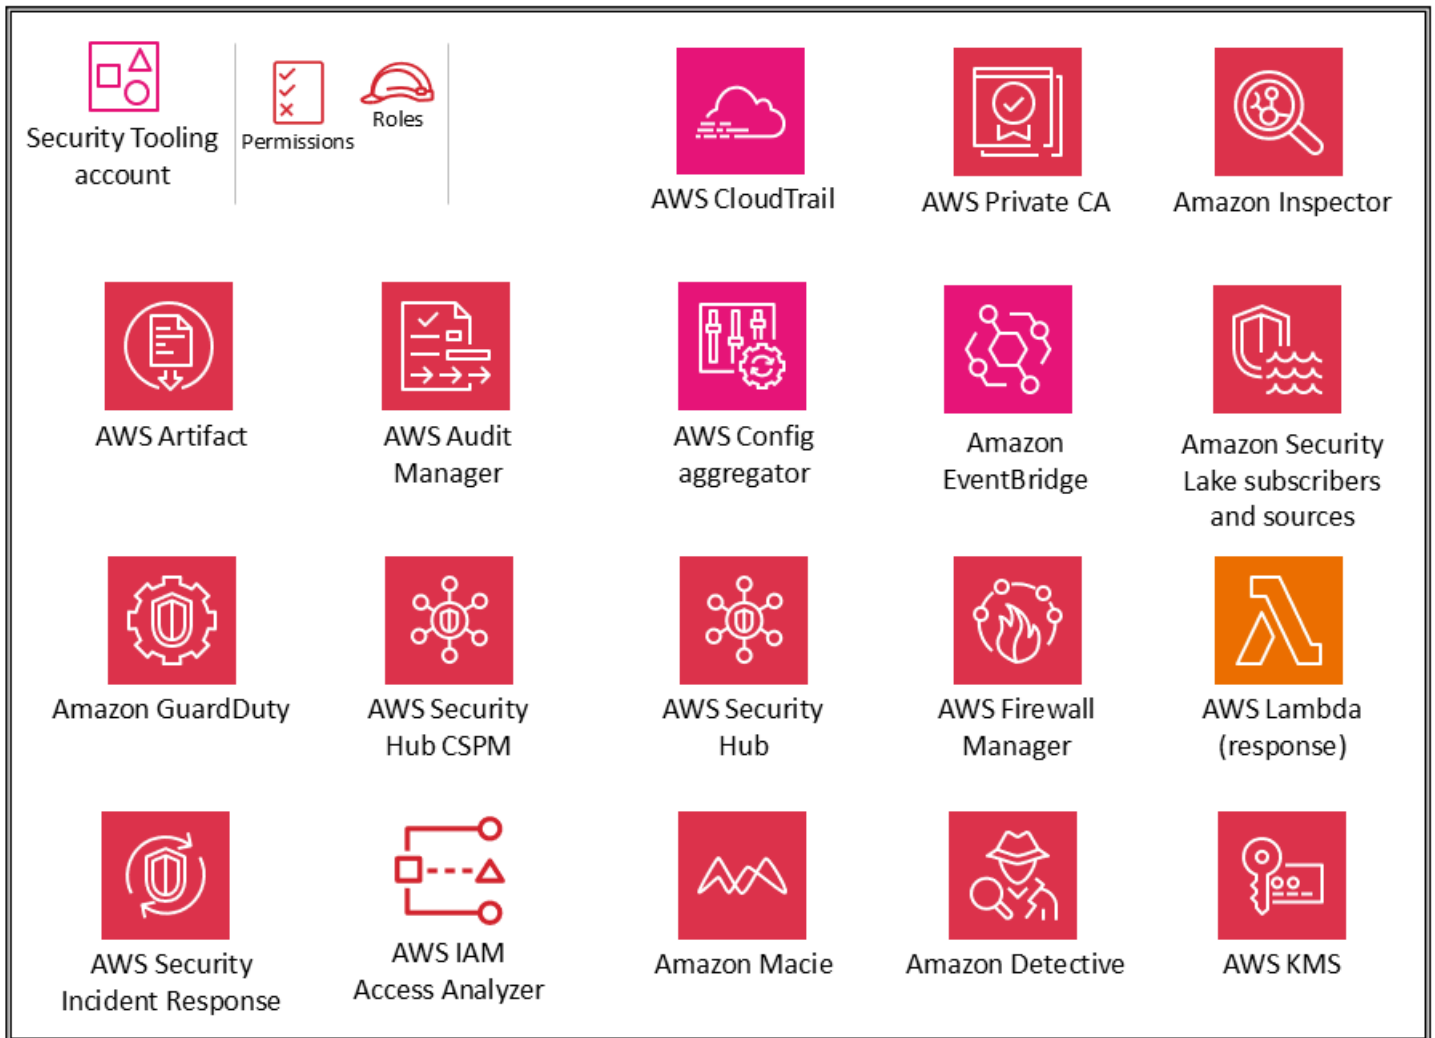 Security Tooling
account
Permissions
Roles
AWS CloudTrail
AWS Private CA
Amazon Inspector
AWS Artifact
AWS Audit
Manager
AWS Config
aggregator
Amazon
EventBridge
Amazon Security
Lake subscribers
and sources
Amazon GuardDuty
AWS Security
Hub CSPM
AWS Security
Hub
AWS Firewall
Manager
AWS Lambda
(response)
AWS Security
Incident Response
AWS IAM
Access Analyzer
Amazon Macie
Amazon Detective
AWS KMS